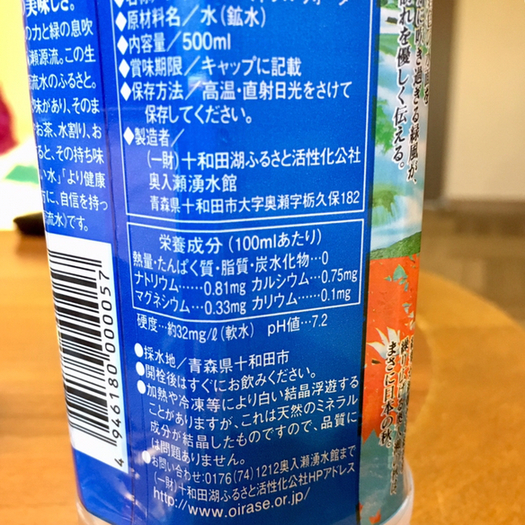 美味しさ。
の力と緑の息吹
瀬源流。この生
流水のふるさと。
味があり、そのま
お茶、水割り、お
ると、その持ち味
い水」「より健康
方に、自信を持っ
流水)です。
◆原材料名／水(鉱水)
◆内容量／500ml
◆賞味期限／キャップに記載
◆保存方法／高温・直射日光をさけて
保存してください。
◆製造者／
(一財)十和田湖ふるさと活性化公社
奥入瀬湧水館
青森県十和田市大字奥瀬字栃久保182
栄養成分(100mlあたり)
熱量・たんぱく質・脂質・炭水化物…0
ナトリウム……0.81mg カルシウム…0.75mg
マグネシウム…0.33mg カリウム……0.1mg
硬度…約32mg/ℓ(軟水) pH値…7.2
●採水地／青森県十和田市
●開栓後はすぐにお飲みください。
●加熱や冷凍等により白い結晶浮遊する
ことがありますが、これは天然のミネラル
成分が結晶したものですので、品質に
は問題ありません。
●お問い合わせ:0176(74)1212奥入瀬湧水館まで
(一財)十和田湖ふるさと活性化公社HPアドレス
http://www.oirase.or.jp/
4946180000057
に吹き過ぎる緑風が、
れを優しく伝える。
まさに日本の秋。